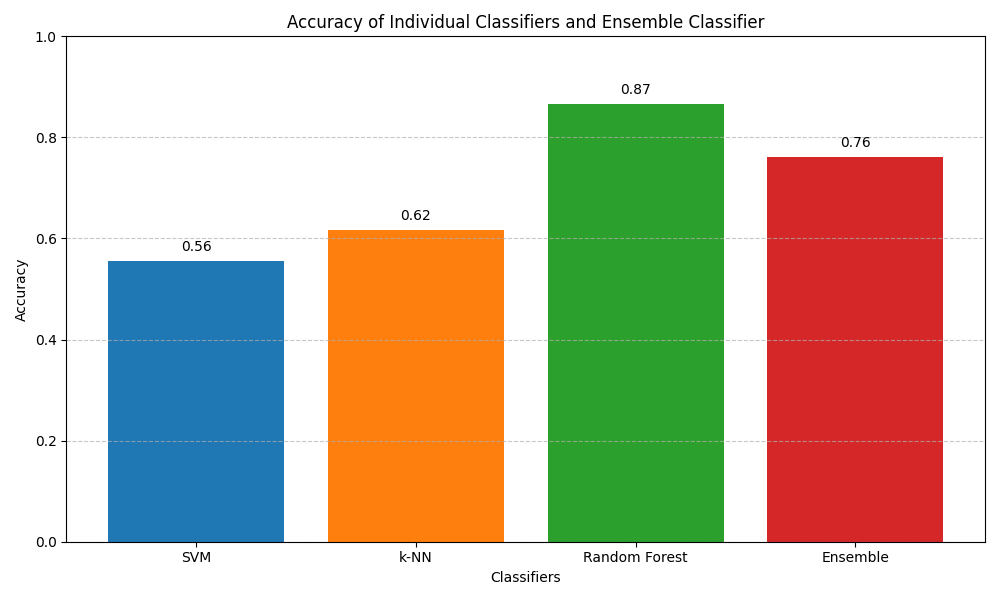 Accuracy of Individual Classifiers and Ensemble Classifier
1.0
0.8
0.6
0.4
0.2
0.0
Accuracy
0.56
0.62
0.87
0.76
SVM
k-NN
Random Forest
Ensemble
Classifiers